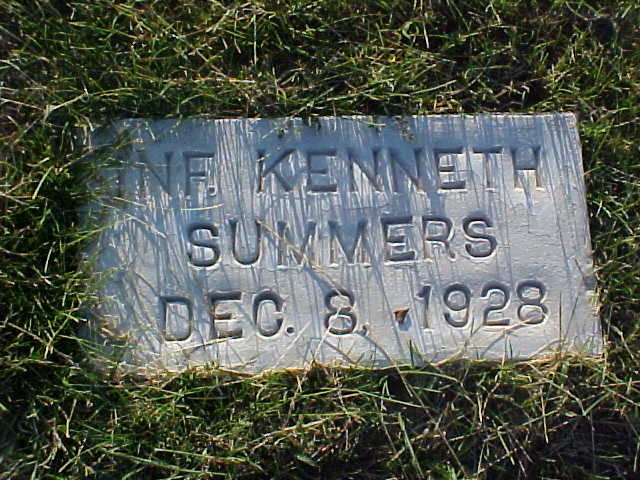 INF. KENNETH
SUMMERS
DEC. 8, 1928